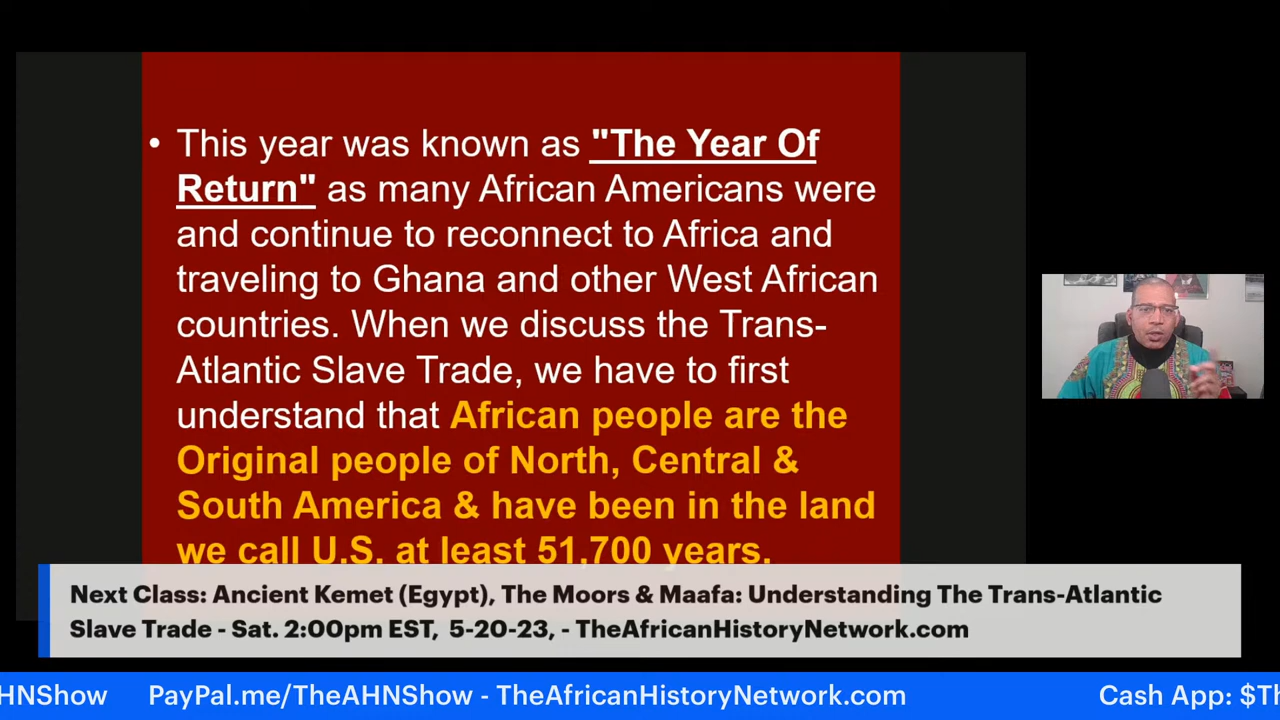 • This year was known as "The Year Of
Return" as many African Americans were
and continue to reconnect to Africa and
traveling to Ghana and other West African
countries. When we discuss the Trans-
Atlantic Slave Trade, we have to first
understand that African people are the
Original people of North, Central &
South America & have been in the land
we call U.S. at least 51,700 years.
Next Class: Ancient Kemet (Egypt), The Moors & Maafa: Understanding The Trans-Atlantic
Slave Trade - Sat. 2:00pm EST, 5-20-23, - TheAfricanHistoryNetwork.com
HNShow PayPal.me/TheAHNShow - TheAfricanHistoryNetwork.com Cash App: $Th